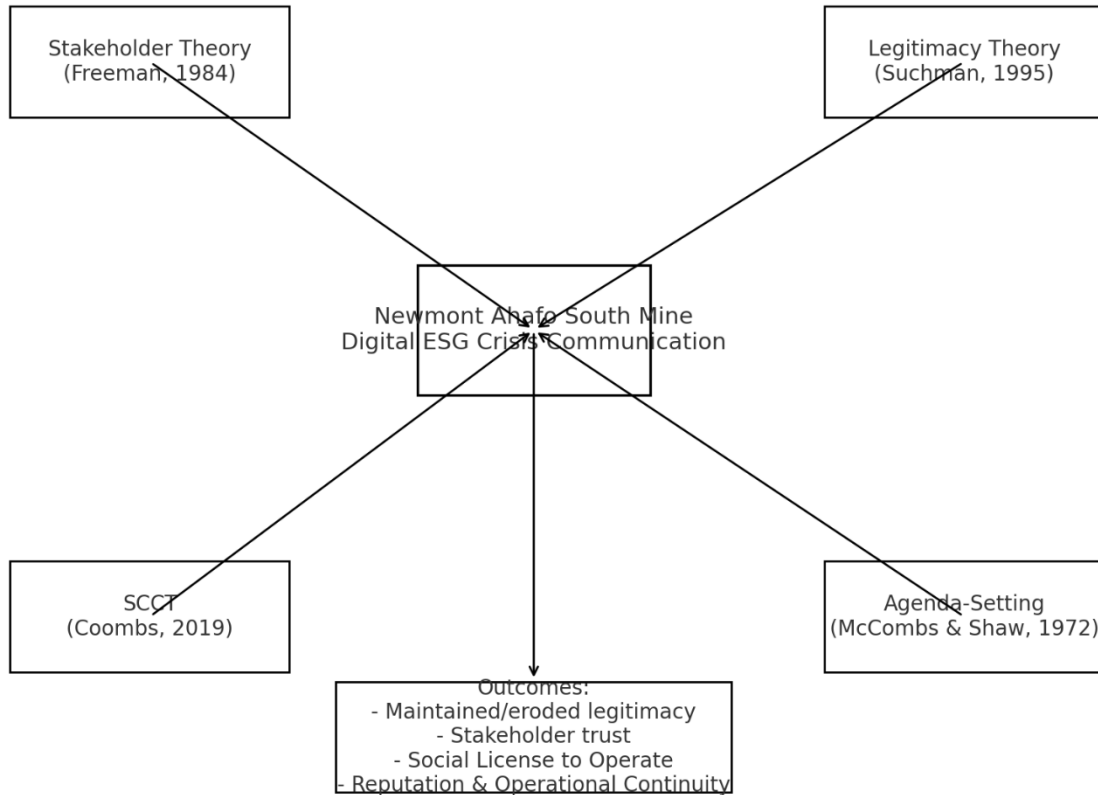 Stakeholder Theory
(Freeman, 1984)
Legitimacy Theory
(Suchman, 1995)
Newmont Ahafo South Mine
Digital ESG Crisis Communication
SCCT
(Coombs, 2019)
Agenda-Setting
(McCombs & Shaw, 1972)
Outcomes:
- Maintained/eroded legitimacy
- Stakeholder trust
- Social License to Operate
- Reputation & Operational Continuity